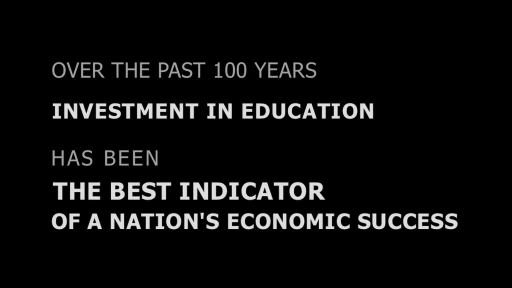 OVER THE PAST 100 YEARS
INVESTMENT IN EDUCATION
HAS BEEN
THE BEST INDICATOR
OF A NATION'S ECONOMIC SUCCESS